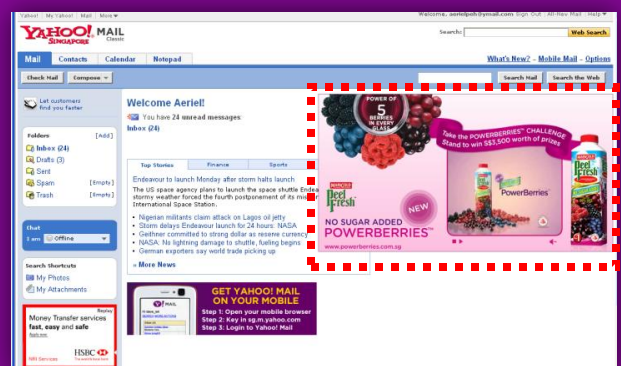 Yahoo! | My Yahoo! | Mail | More
Welcome, aerielpoh@ymail.com Sign Out | All-New Mail | Help
YAHOO! MAIL
SINGAPORE Classic
Search:
Web Search
Mail Contacts Calendar Notepad
What's New? - Mobile Mail - Options
Check Mail Compose
Search Mail Search the Web
Let customers
find you faster
Folders [Add]
Inbox (24)
Drafts (3)
Sent
Spam [Empty]
Trash [Empty]
Chat
I am Offline
Search Shortcuts
My Photos
My Attachments
Replay
Money Transfer services
fast, easy and safe
Apply now.
HSBC
NRI Services
Welcome Aeriel!
You have 24 unread messages:
Inbox (24)
Top Stories Finance Sports
Endeavour to launch Monday after storm halts launch
The US space agency plans to launch the space shuttle Endea
stormy weather forced the fourth postponement of its mis
International Space Station.
• Nigerian militants claim attack on Lagos oil jetty
• Storm delays Endeavour launch for 24 hours: NASA
• Geithner committed to strong dollar as reserve currency
• NASA: No lightning damage to shuttle, fueling begins
• German exporters say world trade picking up
» More News
POWER OF
5
BERRIES
IN EVERY
GLASS
Take the POWERBERRIES™ CHALLENGE
Stand to win S$3,500 worth of prizes
MARIGOLD
Peel
Fresh
NEW
NO SUGAR ADDED
POWERBERRIES™
www.powerberries.com.sg
PowerBerries™
GET YAHOO! MAIL
ON YOUR MOBILE
Step 1: Open your mobile browser
Step 2: Key in sg.m.yahoo.com
Step 3: Login to Yahoo! Mail
Y! MAIL